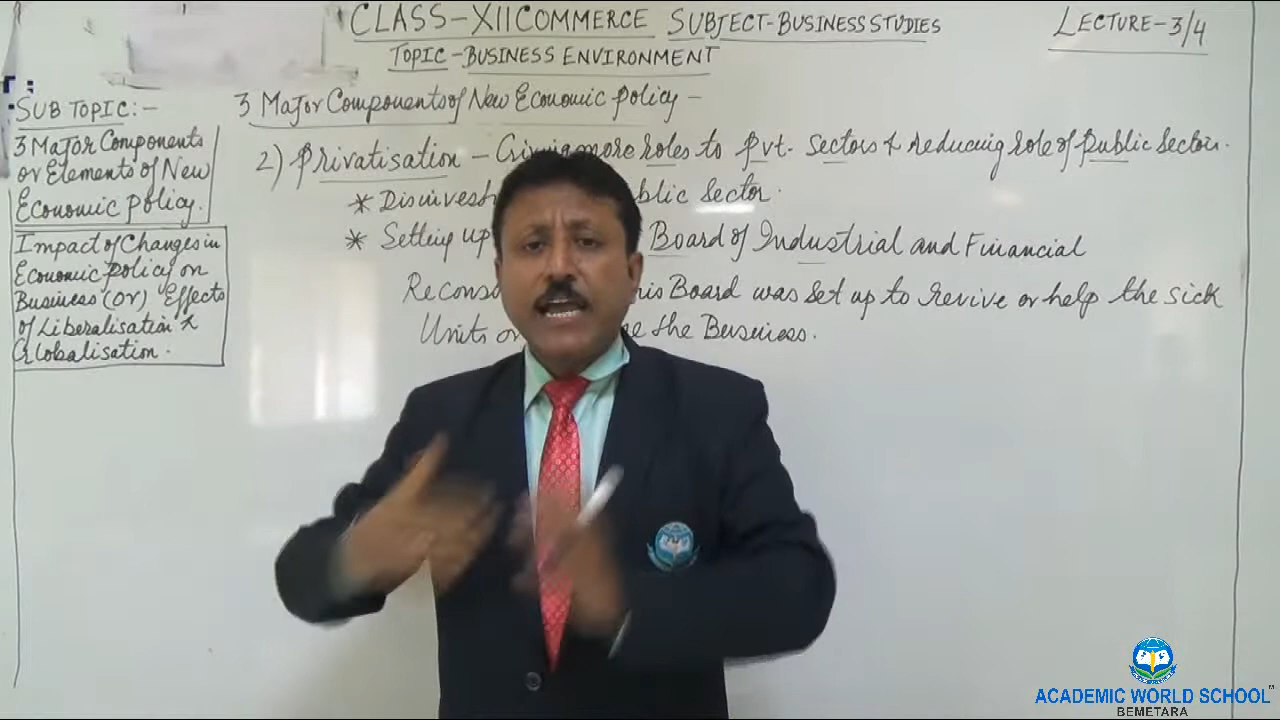 CLASS-XII COMMERCE SUBJECT-BUSINESS STUDIES
LECTURE-3/4
TOPIC-BUSINESS ENVIRONMENT
SUB TOPIC:-
3 Major Components
or Elements of New
Economic Policy.
Impact of Changes in
Economic Policy on
Business (or) Effects
of Liberalisation &
Globalisation.
3 Major Components of New Economic Policy -
2) Privatisation - Giving more roles to Pvt. Sectors & reducing role of Public Sectors.
* Disinvest Public Sector.
* Setting up Board of Industrial and Financial
Recons this Board was set up to revive or help the sick
Units or the Business.
ACADEMIC WORLD SCHOOL
BEMETARA